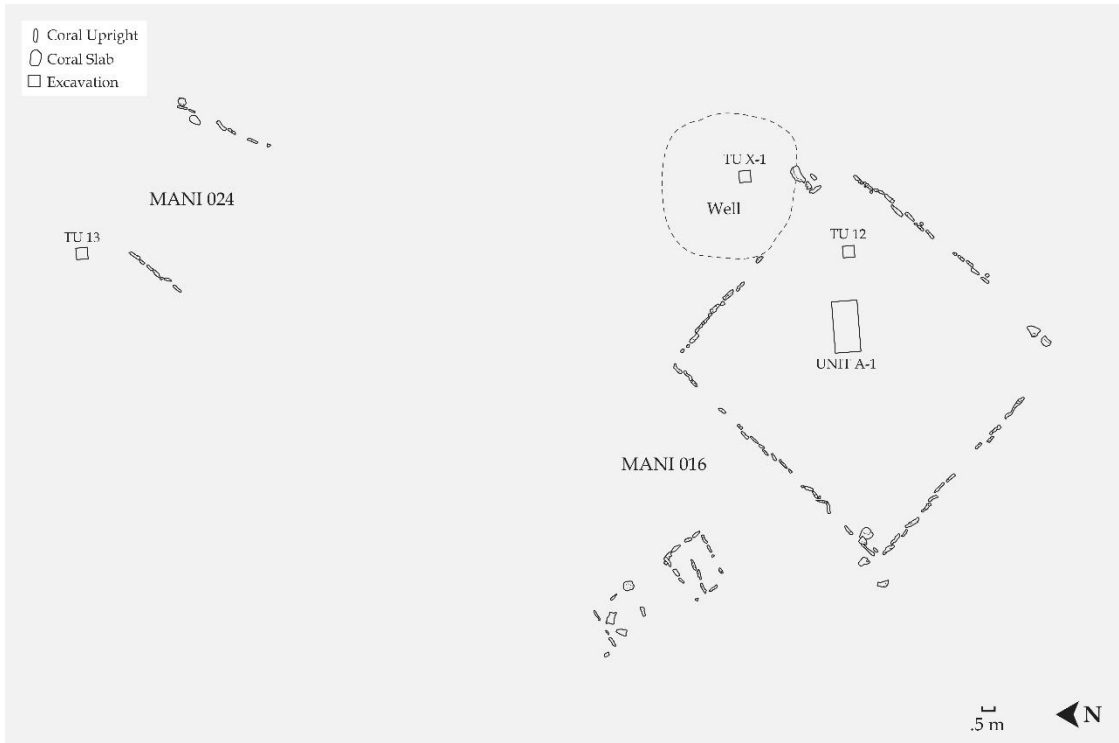 Coral Upright
Coral Slab
Excavation
TU X-1
MANI 024
Well
TU 13
TU 12
UNIT A-1
MANI 016
.5 m
N